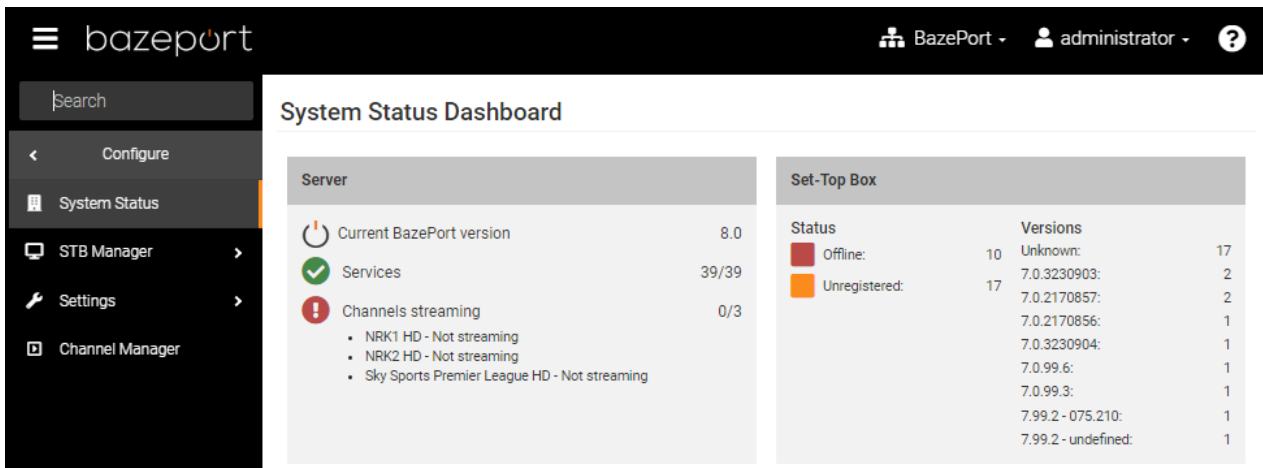 bazeport
BazePort
administrator
?
Search
Configure
System Status
STB Manager
Settings
Channel Manager
System Status Dashboard
Server
Current BazePort version 8.0
Services 39/39
Channels streaming 0/3
• NRK1 HD - Not streaming
• NRK2 HD - Not streaming
• Sky Sports Premier League HD - Not streaming
Set-Top Box
Status
Offline: 10
Unregistered: 17
Versions
Unknown: 17
7.0.3230903: 2
7.0.2170857: 2
7.0.2170856: 1
7.0.3230904: 1
7.0.99.6: 1
7.0.99.3: 1
7.99.2 - 075.210: 1
7.99.2 - undefined: 1